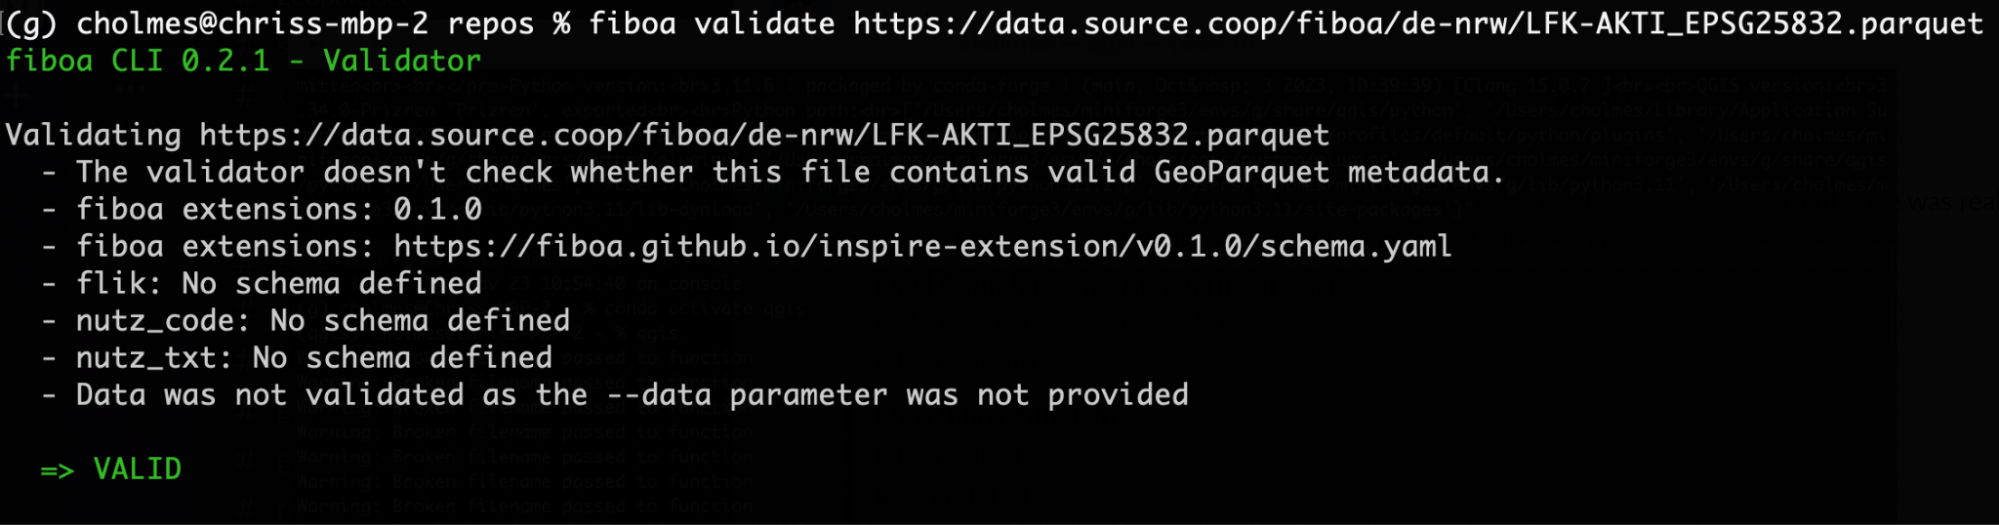 (g) cholmes@chriss-mbp-2 repos % fiboa validate https://data.source.coop/fiboa/de-nrw/LFK-AKTI_EPSG25832.parquet
fiboa CLI 0.2.1 - Validator
Validating https://data.source.coop/fiboa/de-nrw/LFK-AKTI_EPSG25832.parquet
- The validator doesn't check whether this file contains valid GeoParquet metadata.
- fiboa extensions: 0.1.0
- fiboa extensions: https://fiboa.github.io/inspire-extension/v0.1.0/schema.yaml
- flik: No schema defined
- nutz_code: No schema defined
- nutz_txt: No schema defined
- Data was not validated as the --data parameter was not provided
=> VALID